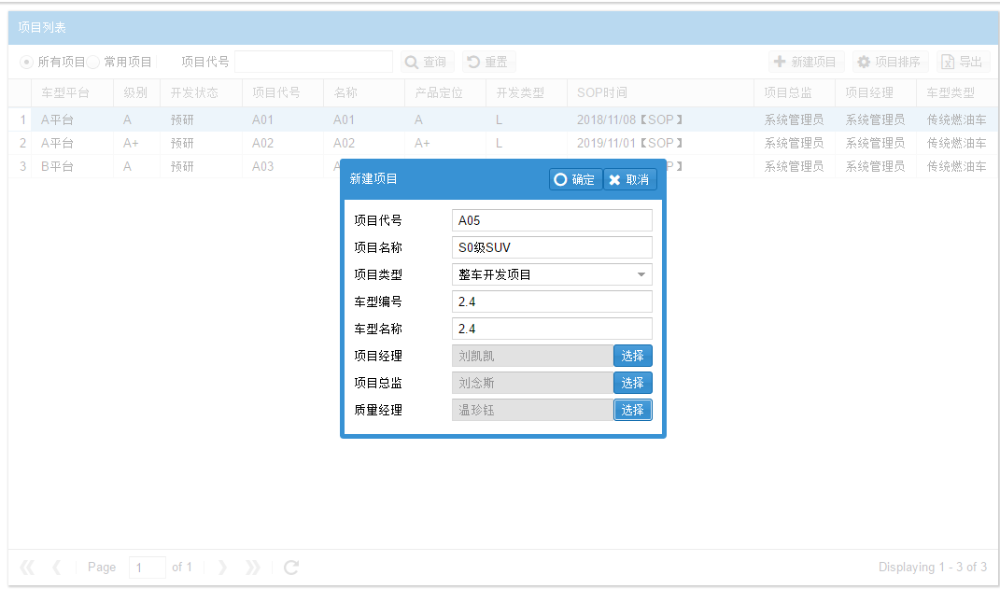 项目列表
所有项目 常用项目 项目代号 查询 重置 新建项目 项目排序 导出
车型平台 级别 开发状态 项目代号 名称 产品定位 开发类型 SOP时间 项目总监 项目经理 车型类型
1 A平台 A 预研 A01 A01 A L 2018/11/08【SOP】 系统管理员 系统管理员 传统燃油车
2 A平台 A+ 预研 A02 A02 A+ L 2019/11/01【SOP】 系统管理员 系统管理员 传统燃油车
3 B平台 A 预研 A03 系统管理员 系统管理员 传统燃油车
新建项目 确定 取消
项目代号 A05
项目名称 S0级SUV
项目类型 整车开发项目
车型编号 2.4
车型名称 2.4
项目经理 刘凯凯 选择
项目总监 刘念斯 选择
质量经理 温珍钰 选择
Page 1 of 1 Displaying 1 - 3 of 3